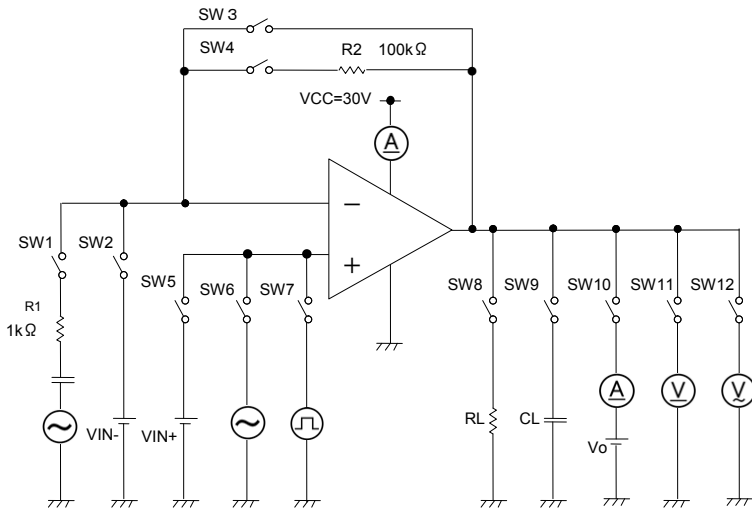 SW 3
SW4
R2 100kΩ
VCC=30V
A
−
+
SW1
SW2
SW5
SW6
SW7
SW8
SW9
SW10
SW11
SW12
R1
1kΩ
VIN-
VIN+
RL
CL
A
V
V
Vo